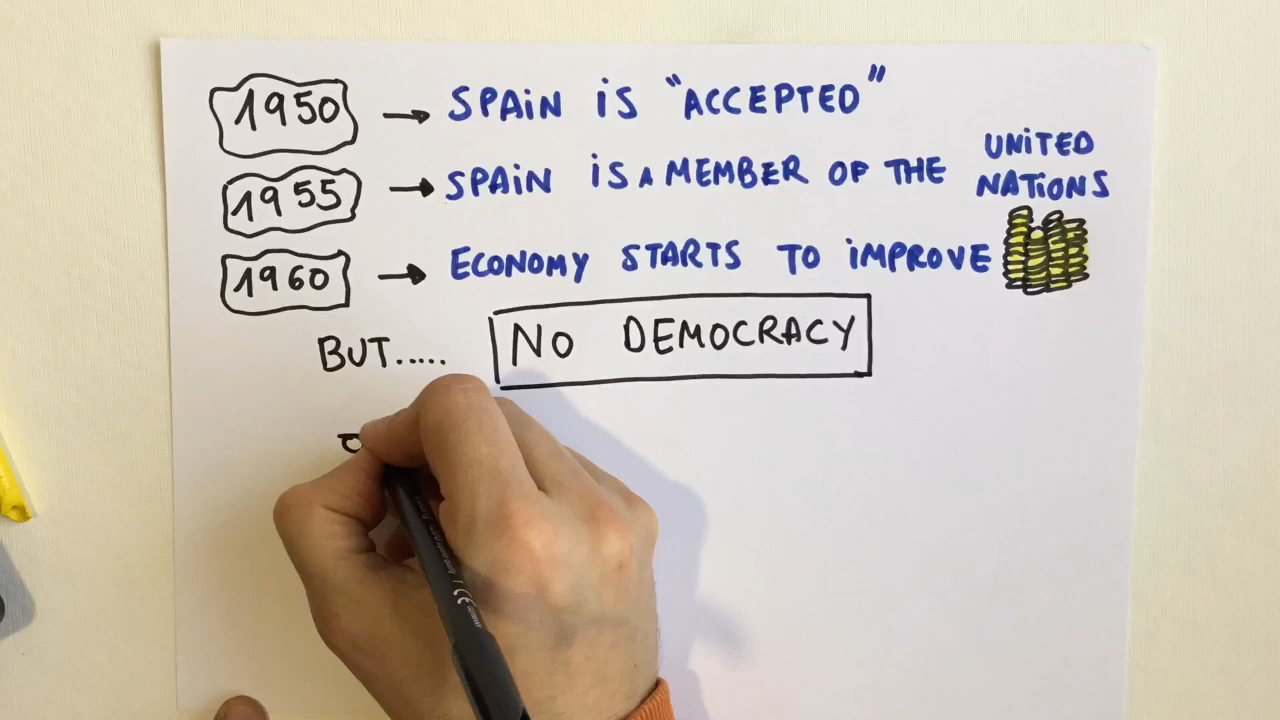 1950 → SPAiN iS "ACCEPTED"
1955 → SPAiN iS A MEMBER OF THE UNiTED NATiONS
1960 → ECONOMY STARTS TO iMPROVE
BUT..... NO DEMOCRACY